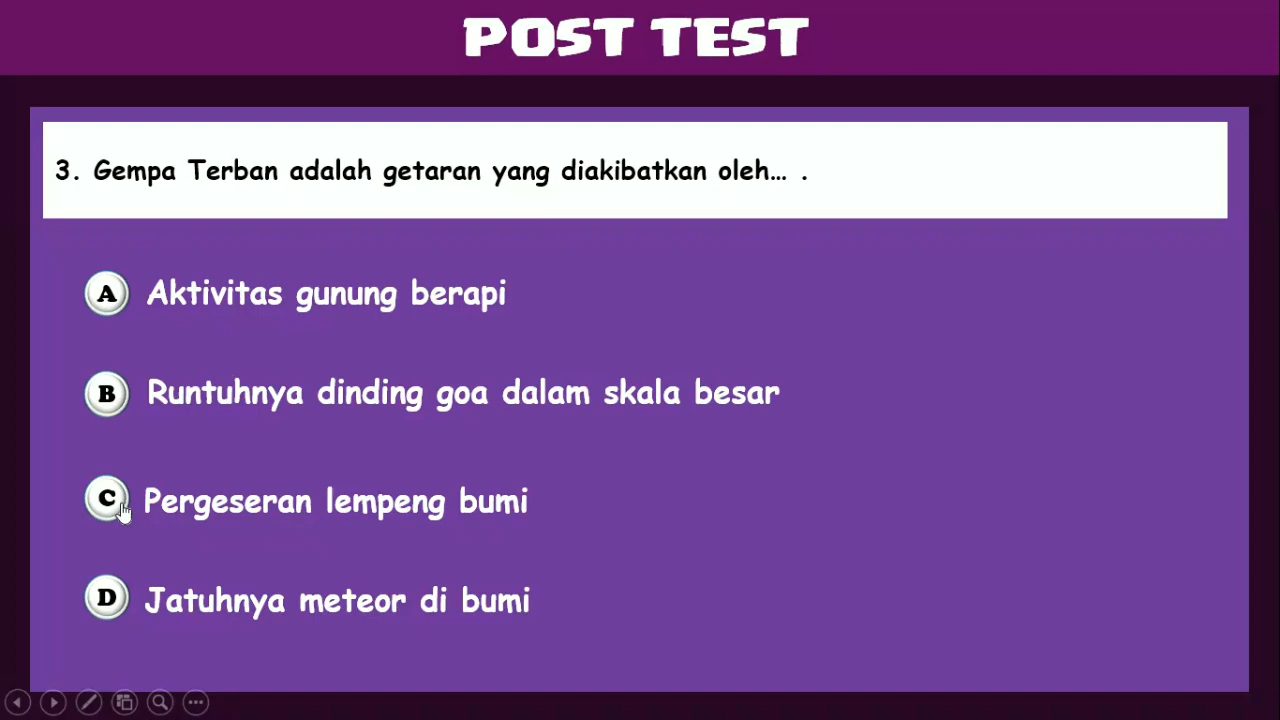 POST TEST
3. Gempa Terban adalah getaran yang diakibatkan oleh... .
A Aktivitas gunung berapi
B Runtuhnya dinding goa dalam skala besar
C Pergeseran lempeng bumi
D Jatuhnya meteor di bumi